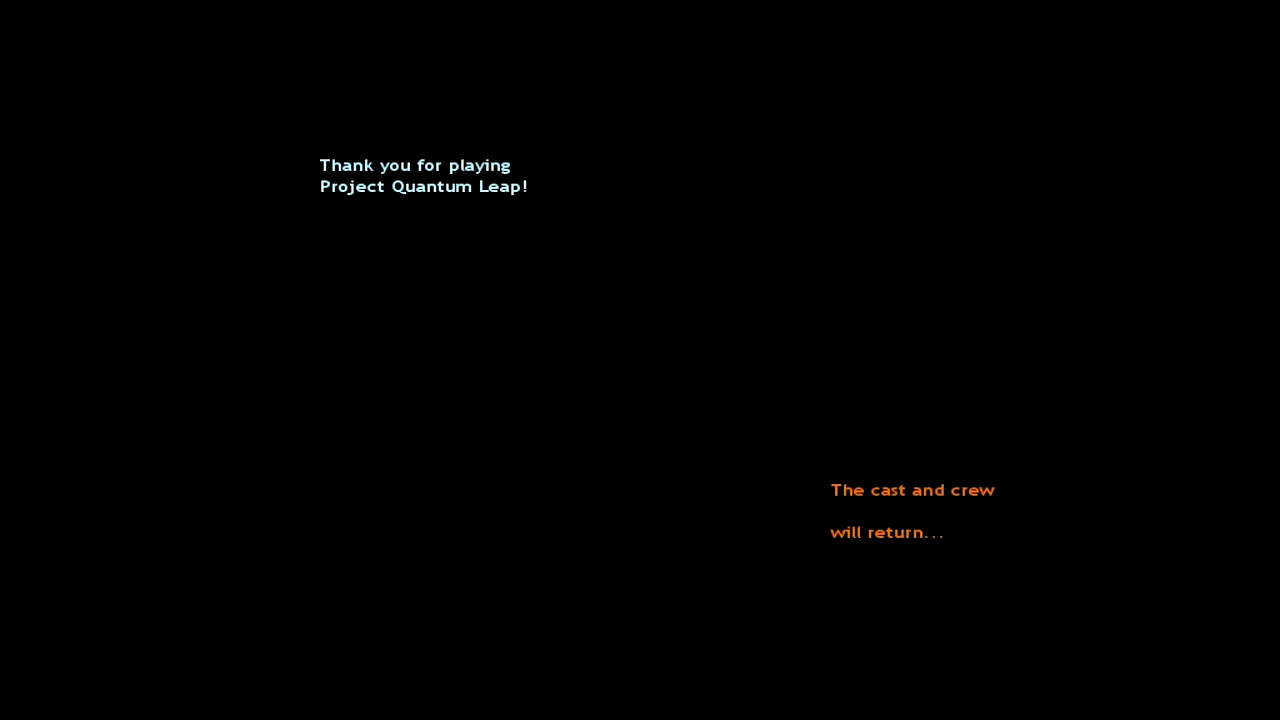 Thank you for playing
Project Quantum Leap!
The cast and crew
will return...